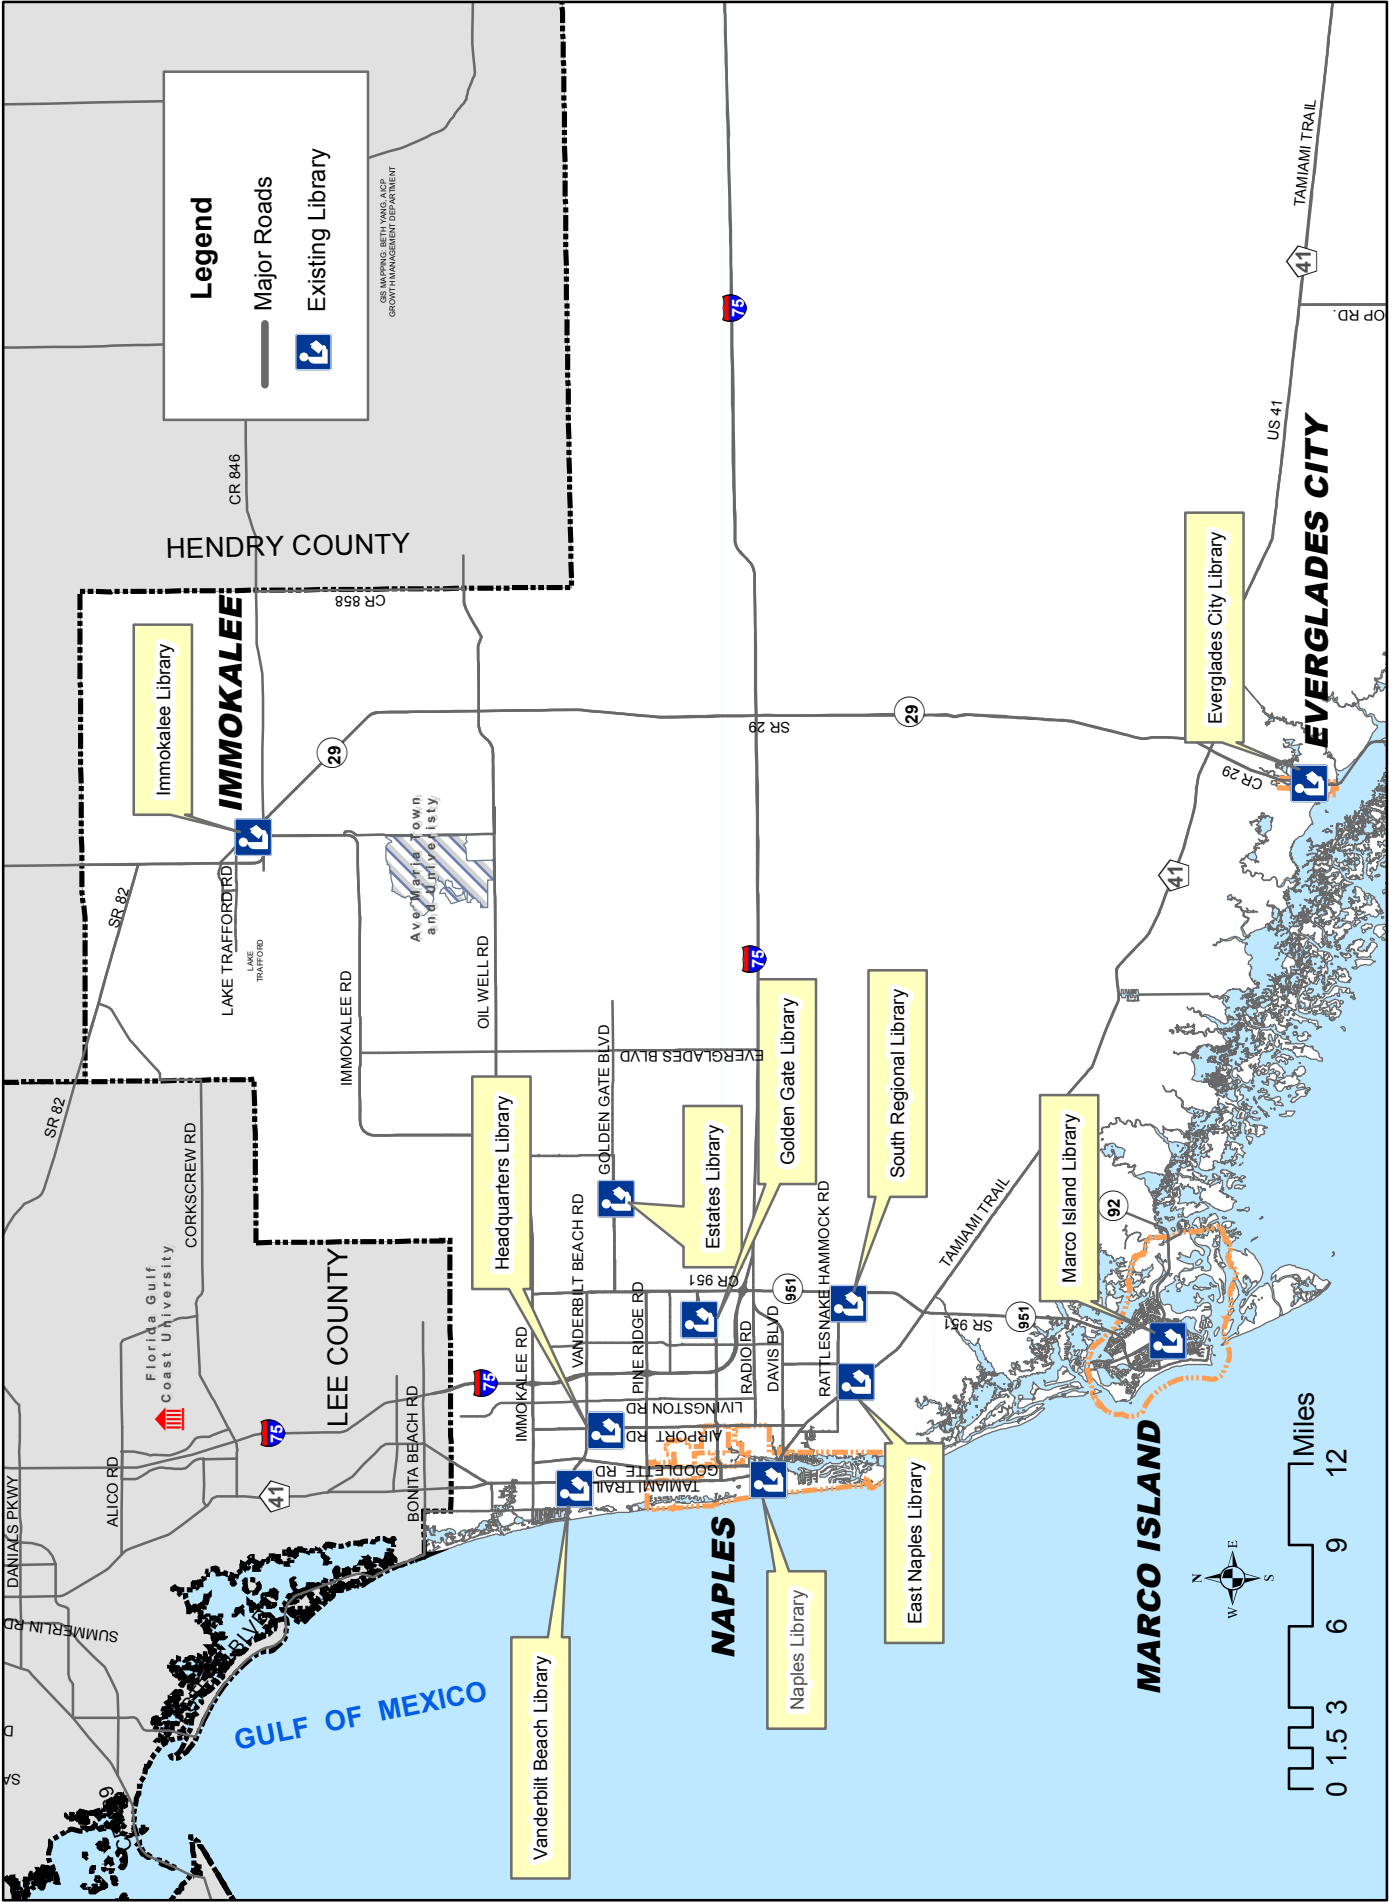 Legend
Major Roads
Existing Library
GIS MAPPING: BETH YANG, AICP
GROWTH MANAGEMENT DEPARTMENT
HENDRY COUNTY
CR 846
CR 858
IMMOKALEE
Immokalee Library
29
SR 82
LAKE TRAFFORD RD
LAKE
TRAFFORD
IMMOKALEE RD
Ave Maria Town
and Univeristy
OIL WELL RD
SR 82
CORKSCREW RD
Florida Gulf
Coast University
LEE COUNTY
ALICO RD
75
41
BONITA BEACH RD
DANIALS PKWY
SUMMERLIN RD
BLVD
GULF OF MEXICO
75
IMMOKALEE RD
Headquarters Library
VANDERBILT BEACH RD
GOLDEN GATE BLVD
EVERGLADES BLVD
Estates Library
Golden Gate Library
South Regional Library
PINE RIDGE RD
CR 951
951
RADIO RD
DAVIS BLVD
RATTLESNAKE HAMMOCK RD
LIVINGSTON RD
AIRPORT RD
GOODLETTE RD
TAMIAMI TRAIL
Vanderbilt Beach Library
NAPLES
Naples Library
East Naples Library
TAMIAMI TRAIL
SR 951
951
92
Marco Island Library
MARCO ISLAND
75
75
SR 29
29
CR 29
41
Everglades City Library
EVERGLADES CITY
US 41
41
TAMIAMI TRAIL
OP RD.
N
E
S
W
Miles
0 1.5 3 6 9 12